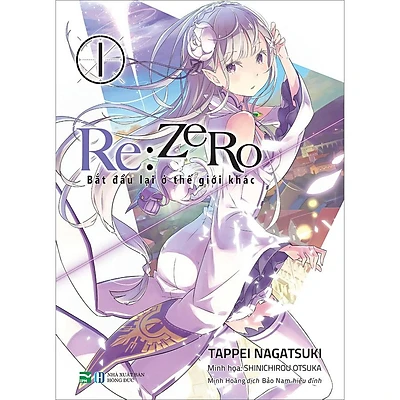 1
Re:ZeRo
Bắt đầu lại ở thế giới khác
TAPPEI NAGATSUKI
Minh họa: SHINICHIROU OTSUKA
Minh Hoàng dịch Bảo Nam hiệu đính
NHÀ XUẤT BẢN
HỒNG ĐỨC